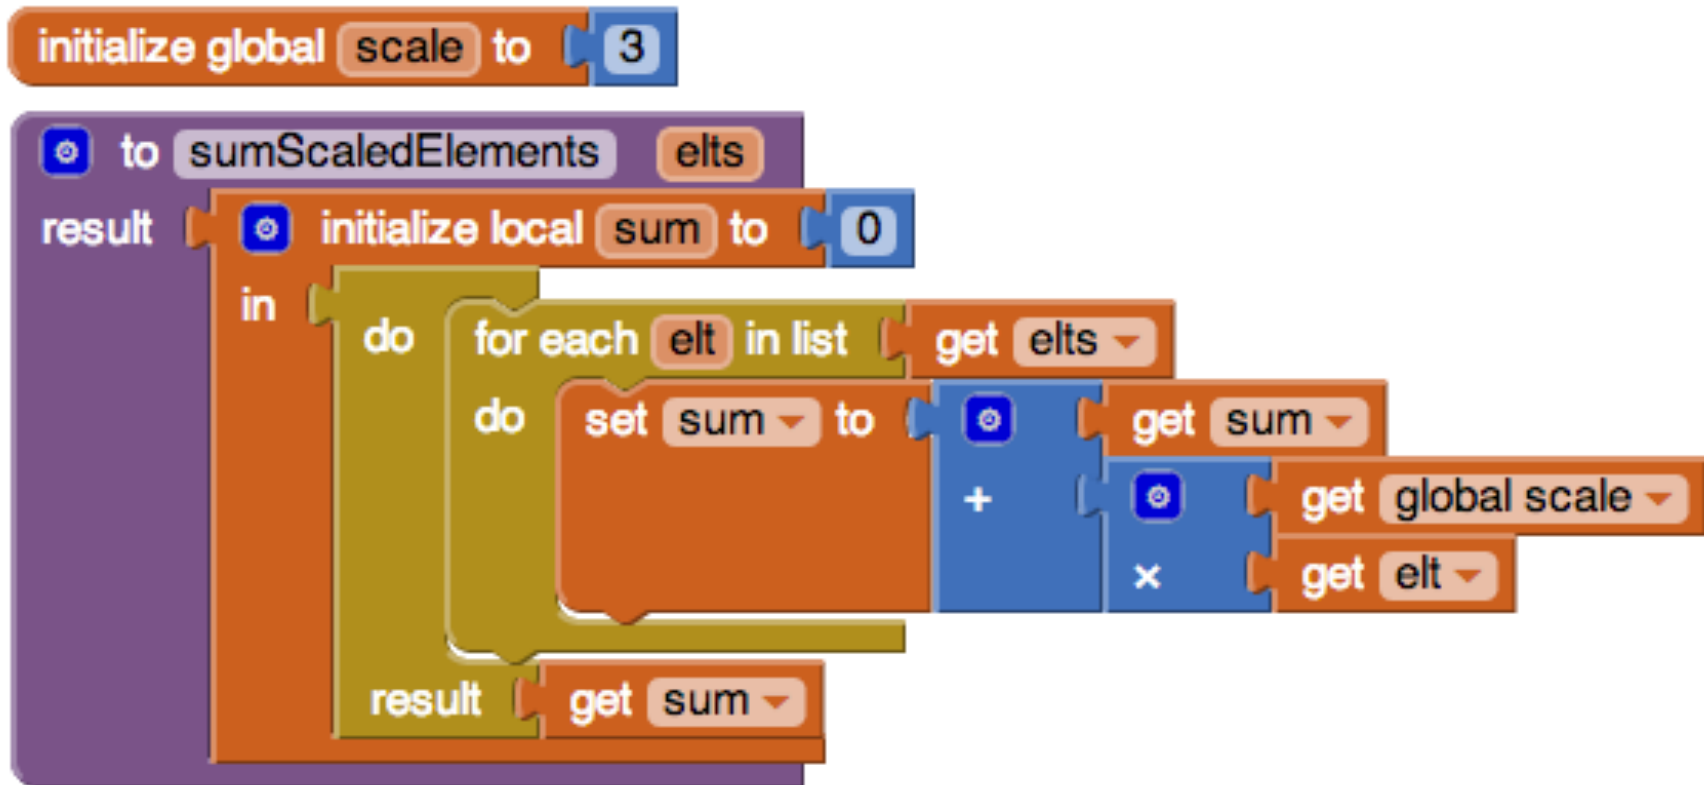 initialize global scale to 3
to sumScaledElements elts
result initialize local sum to 0
in
do for each elt in list get elts
do set sum to get sum
+ get global scale
× get elt
result get sum